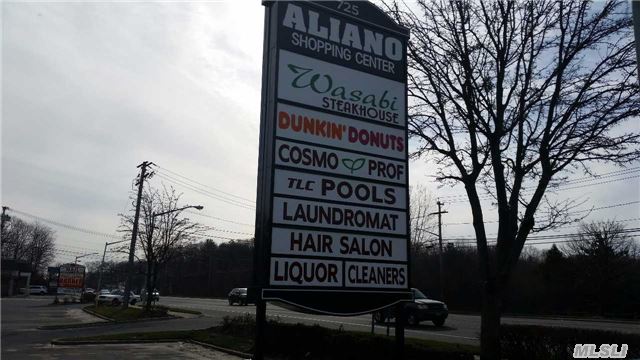 725
ALIANO
SHOPPING CENTER
Wasabi
STEAKHOUSE
DUNKIN' DONUTS
COSMO PROF
TLC POOLS
LAUNDROMAT
HAIR SALON
LIQUOR CLEANERS
MLSLI